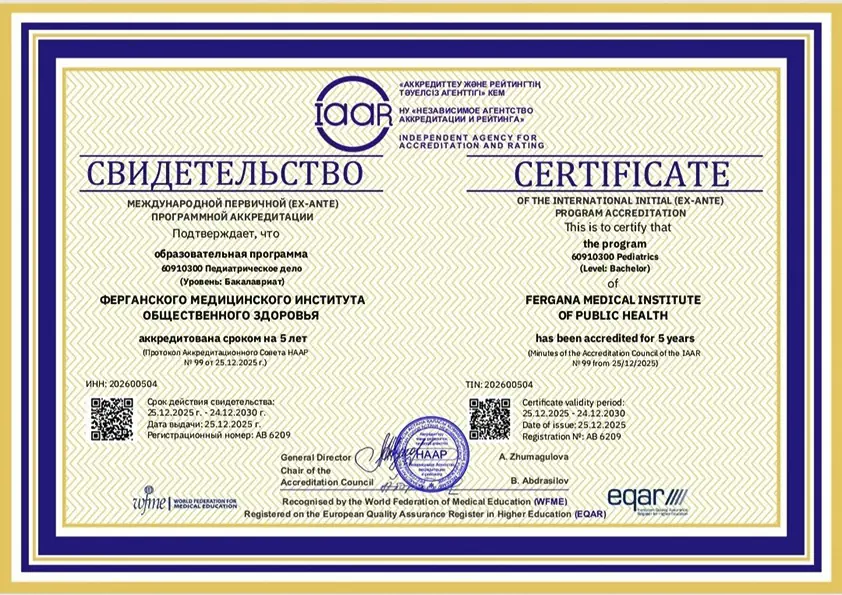 IaaR
«АККРЕДИТТЕУ ЖӘНЕ РЕЙТИНГТІҢ
ТӘУЕЛСІЗ АГЕНТТІГІ» КЕМ
НУ «НЕЗАВИСИМОЕ АГЕНТСТВО
АККРЕДИТАЦИИ И РЕЙТИНГА»
INDEPENDENT AGENCY FOR
ACCREDITATION AND RATING
СВИДЕТЕЛЬСТВО
МЕЖДУНАРОДНОЙ ПЕРВИЧНОЙ (EX-ANTE)
ПРОГРАММНОЙ АККРЕДИТАЦИИ
Подтверждает, что
образовательная программа
60910300 Педиатрическое дело
(Уровень: Бакалавриат)
ФЕРГАНСКОГО МЕДИЦИНСКОГО ИНСТИТУТА
ОБЩЕСТВЕННОГО ЗДОРОВЬЯ
аккредитована сроком на 5 лет
(Протокол Аккредитационного Совета НААР
№ 99 от 25.12.2025 г.)
ИНН: 202600504
Срок действия свидетельства:
25.12.2025 г. - 24.12.2030 г.
Дата выдачи: 25.12.2025 г.
Регистрационный номер: AB 6209
CERTIFICATE
OF THE INTERNATIONAL INITIAL (EX-ANTE)
PROGRAM ACCREDITATION
This is to certify that
the program
60910300 Pediatrics
(Level: Bachelor)
of
FERGANA MEDICAL INSTITUTE
OF PUBLIC HEALTH
has been accredited for 5 years
(Minutes of the Accreditation Council of the IAAR
№ 99 from 25/12/2025)
TIN: 202600504
Certificate validity period:
25.12.2025 - 24.12.2030
Date of issue: 25.12.2025
Registration №: AB 6209
General Director
A. Zhumagulova
Chair of the
Accreditation Council
B. Abdrasilov
НААР
wfme WORLD FEDERATION FOR
MEDICAL EDUCATION
Recognised by the World Federation of Medical Education (WFME)
Registered on the European Quality Assurance Register in Higher Education (EQAR)
eqar